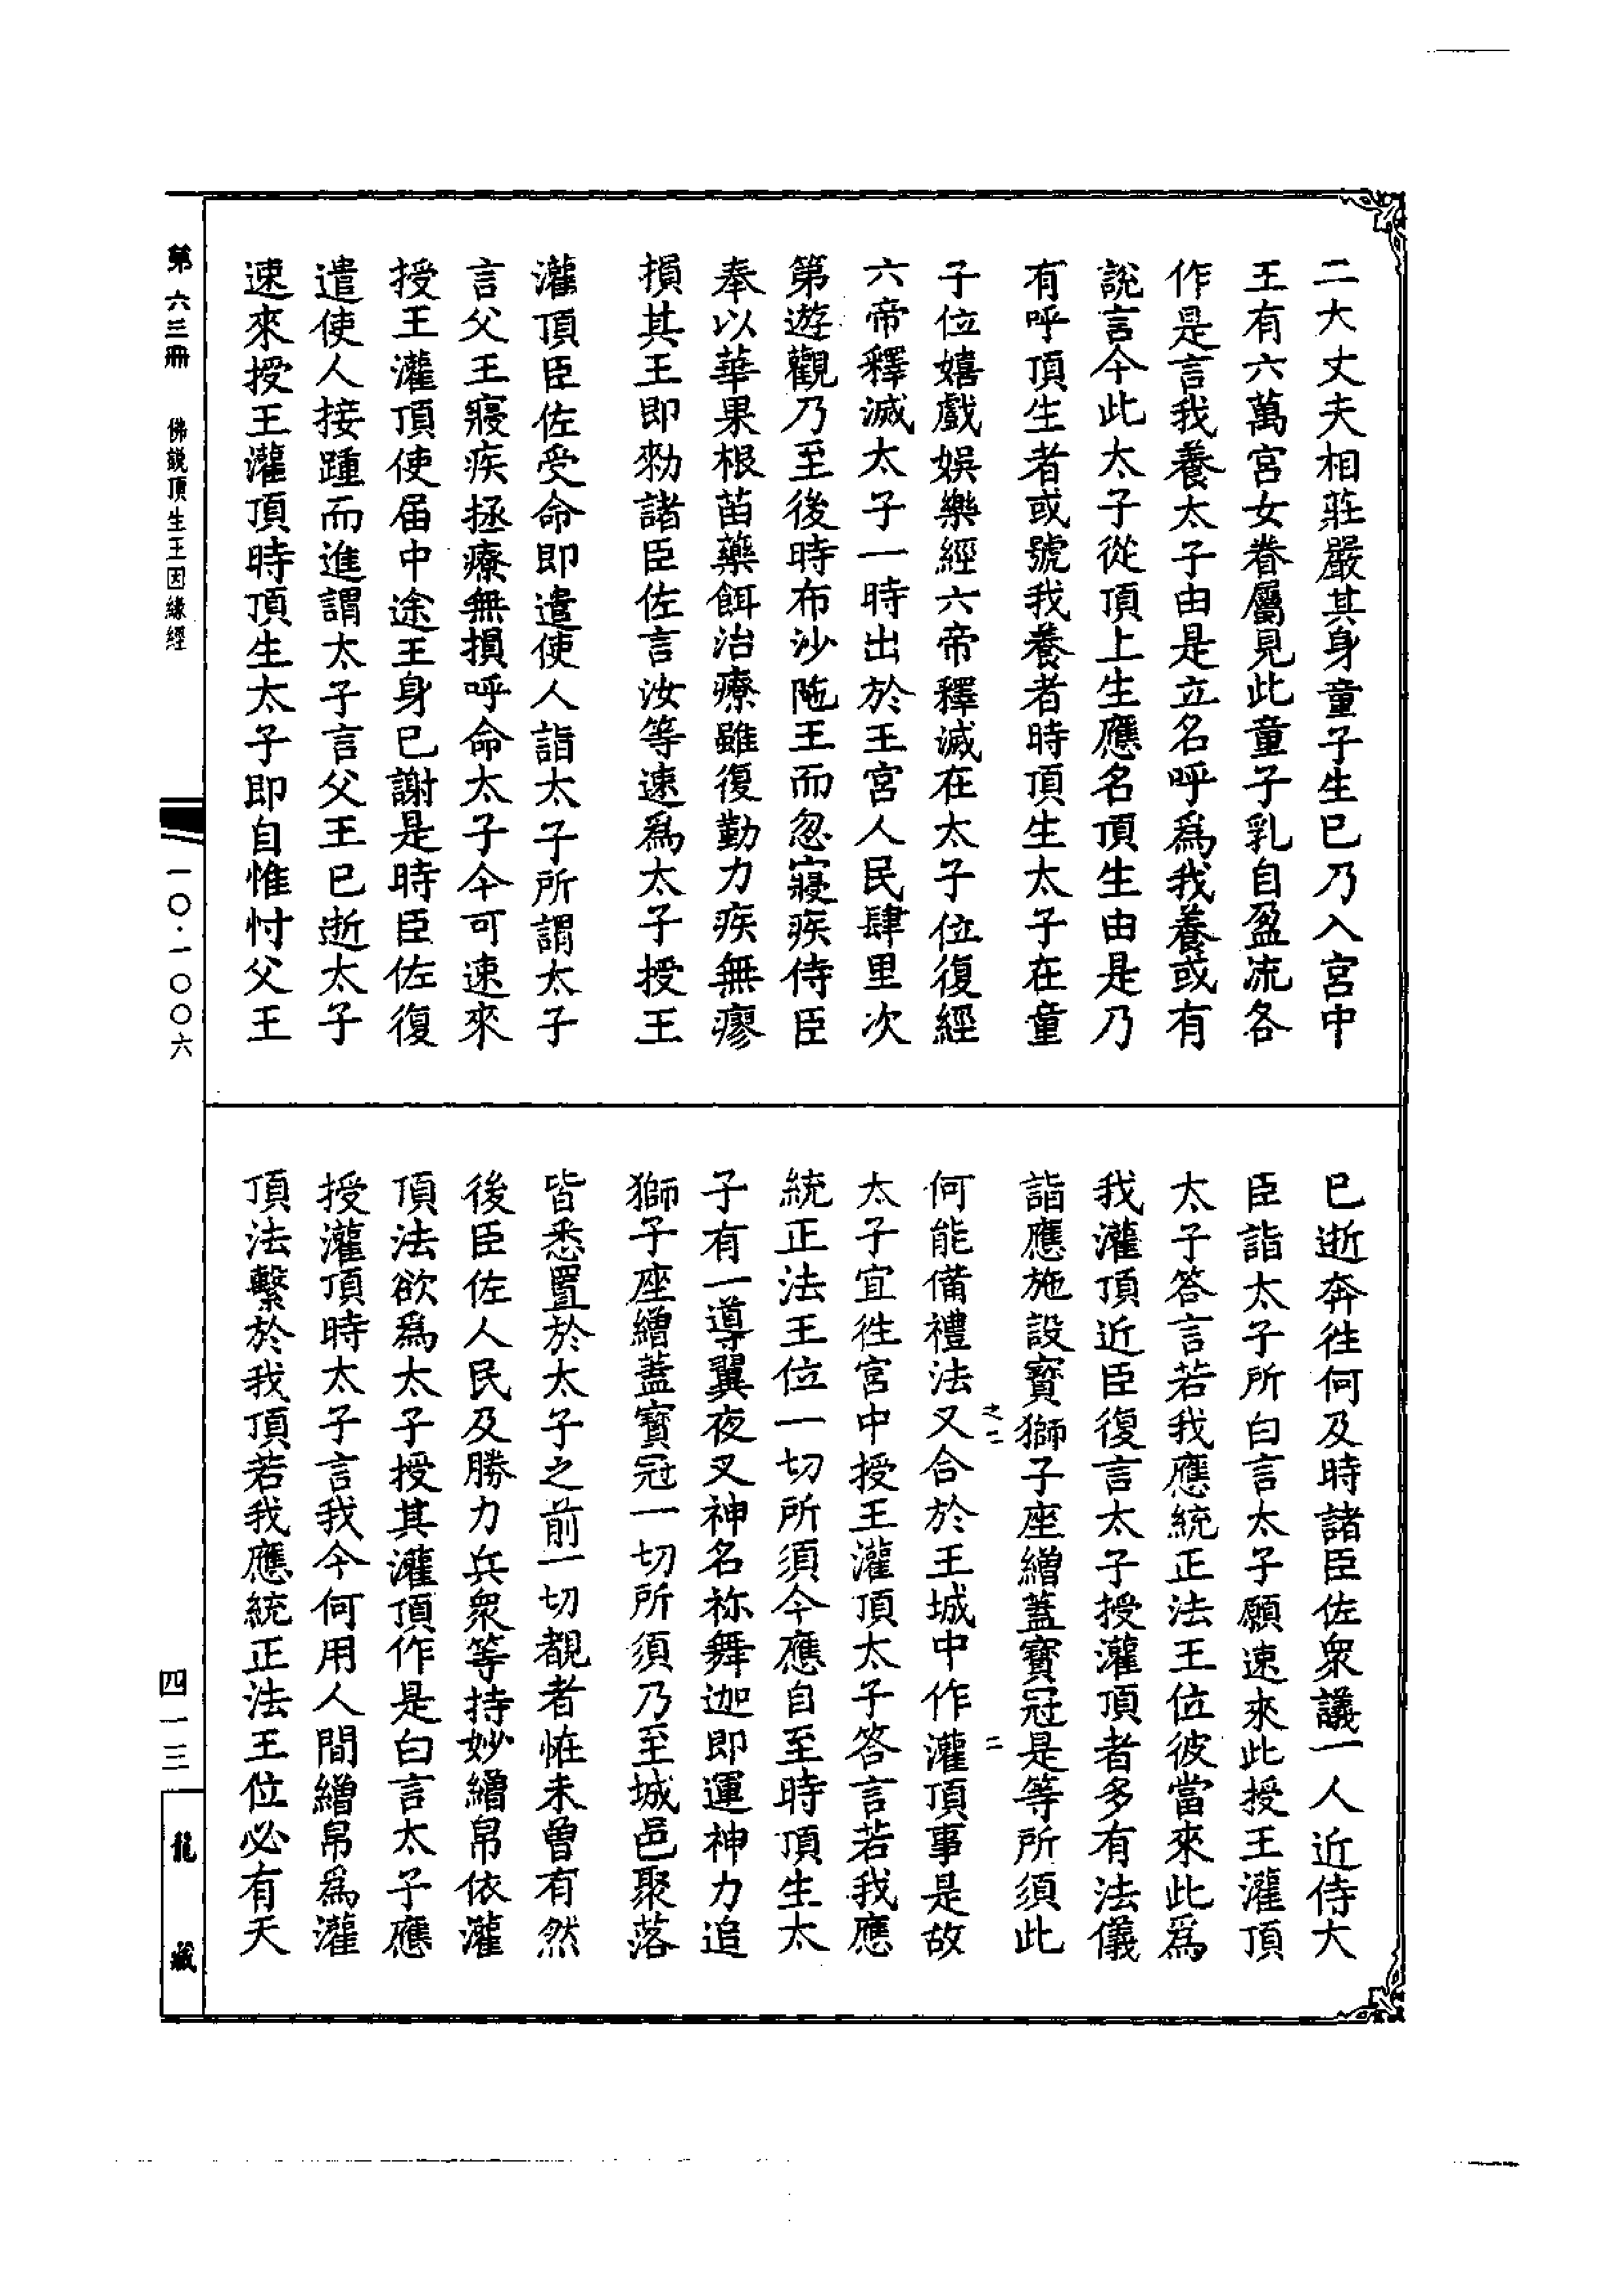 二大丈夫相莊嚴其身童子生已乃入宮中
王有六萬宮女眷屬見此童子乳自盈流各
作是言我養太子由是立名呼爲我養或有
說言今此太子從頂上生應名頂生由是乃
有呼頂生者或號我養者時頂生太子在童
子位嬉戲娛樂經六帝釋滅在太子位復經
六帝釋滅太子一時出於王宮人民肆里次
第遊觀乃至後時布沙陁王而忽寢疾侍臣
奉以華果根苗藥餌治療雖復勤力疾無瘳
損其王即勑諸臣佐言汝等速爲太子授王
灌頂臣佐受命即遣使人詣太子所謂太子
言父王寢疾拯療無損呼命太子今可速來
授王灌頂使届中途王身已謝是時臣佐復
遣使人接踵而進謂太子言父王已逝太子
速來授王灌頂時頂生太子即自惟忖父王
已逝奔徃何及時諸臣佐衆議一人近侍大
臣詣太子所白言太子願速來此授王灌頂
太子答言若我應統正法王位彼當來此爲
我灌頂近臣復言太子授灌頂者多有法儀
詣應施設寳獅子座繒蓋寳冠是等所須此
之二 二
何能備禮法又合於王城中作灌頂事是故
太子宜徃宮中授王灌頂太子答言若我應
統正法王位一切所須今應自至時頂生太
子有一導翼夜叉神名祢舞迦即運神力追
獅子座繒蓋寳冠一切所須乃至城邑聚落
皆悉置於太子之前一切覩者恠未曾有然
後臣佐人民及勝力兵衆等持妙繒帛依灌
頂法欲爲太子授其灌頂作是白言太子應
授灌頂時太子言我今何用人間繒帛爲灌
頂法繫於我頂若我應統正法王位必有天
第六三冊 佛説頂生王因緣經 一〇·一〇〇六
四一三 龍藏